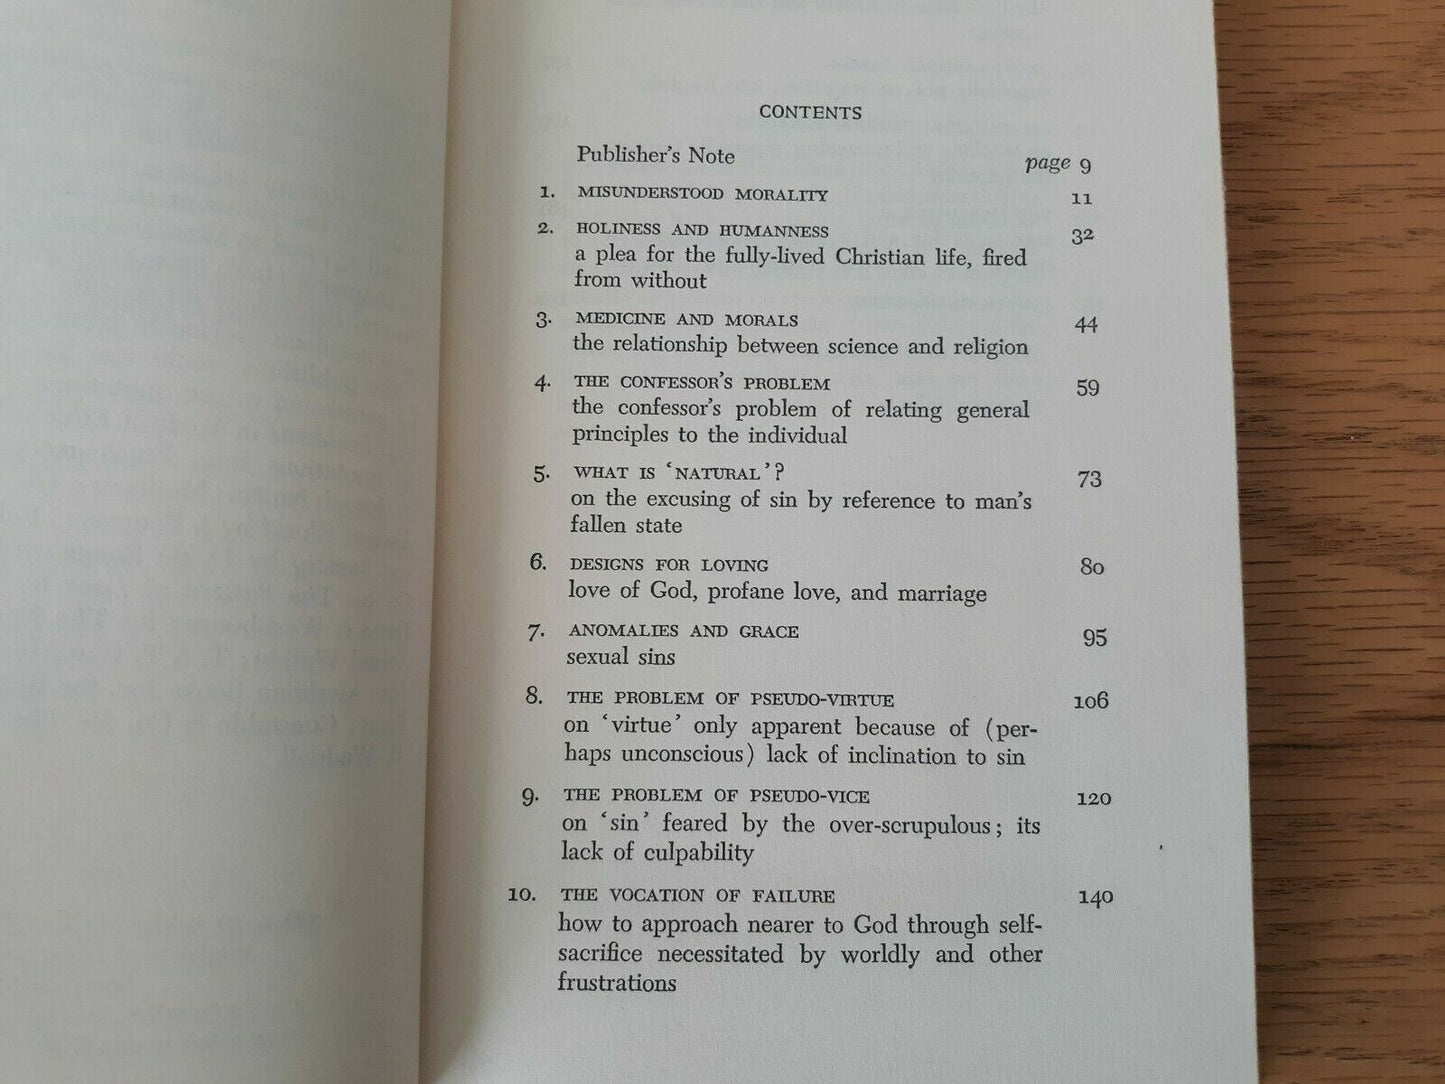 CONTENTS
Publisher's Note page 9
1. MISUNDERSTOOD MORALITY 11
2. HOLINESS AND HUMANNESS 32
a plea for the fully-lived Christian life, fired
from without
3. MEDICINE AND MORALS 44
the relationship between science and religion
4. THE CONFESSOR'S PROBLEM 59
the confessor's problem of relating general
principles to the individual
5. WHAT IS 'NATURAL'? 73
on the excusing of sin by reference to man's
fallen state
6. DESIGNS FOR LOVING 80
love of God, profane love, and marriage
7. ANOMALIES AND GRACE 95
sexual sins
8. THE PROBLEM OF PSEUDO-VIRTUE 106
on 'virtue' only apparent because of (per-
haps unconscious) lack of inclination to sin
9. THE PROBLEM OF PSEUDO-VICE 120
on 'sin' feared by the over-scrupulous; its
lack of culpability
10. THE VOCATION OF FAILURE 140
how to approach nearer to God through self-
sacrifice necessitated by worldly and other
frustrations